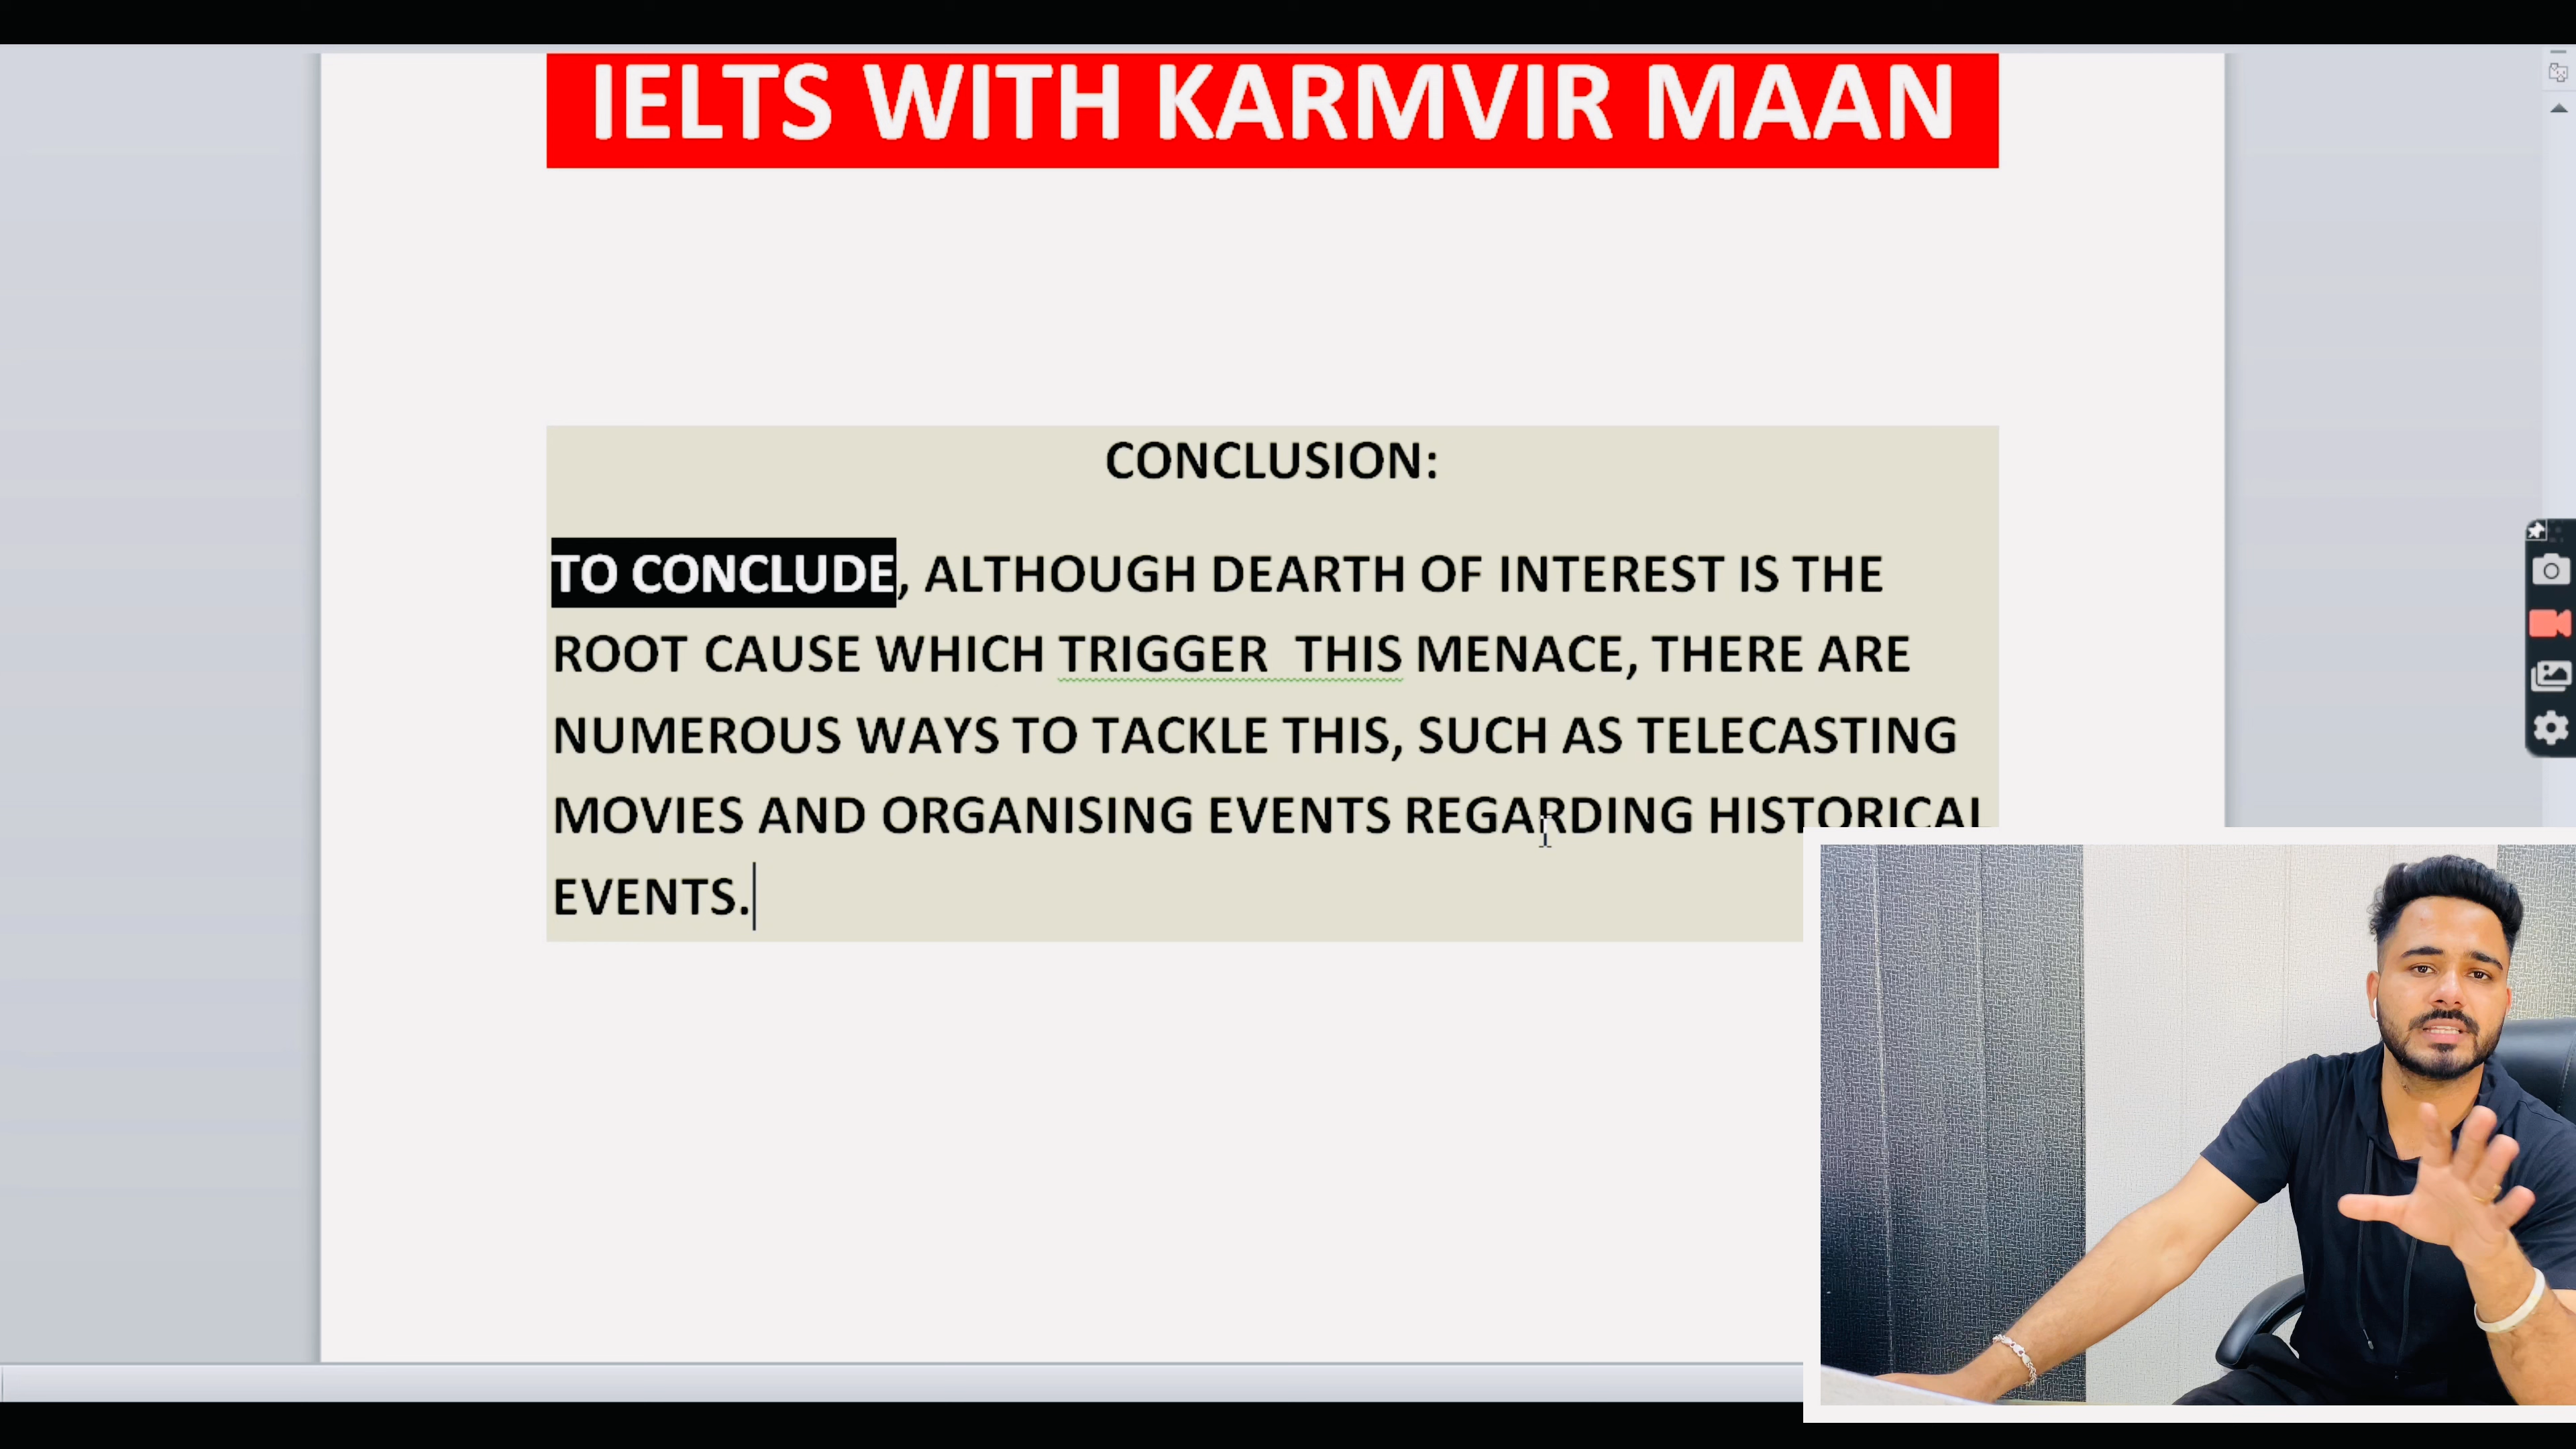 IELTS WITH KARMVIR MAAN
CONCLUSION:
TO CONCLUDE, ALTHOUGH DEARTH OF INTEREST IS THE
ROOT CAUSE WHICH TRIGGER  THIS MENACE, THERE ARE
NUMEROUS WAYS TO TACKLE THIS, SUCH AS TELECASTING
MOVIES AND ORGANISING EVENTS REGARDING HISTORICAL
EVENTS.